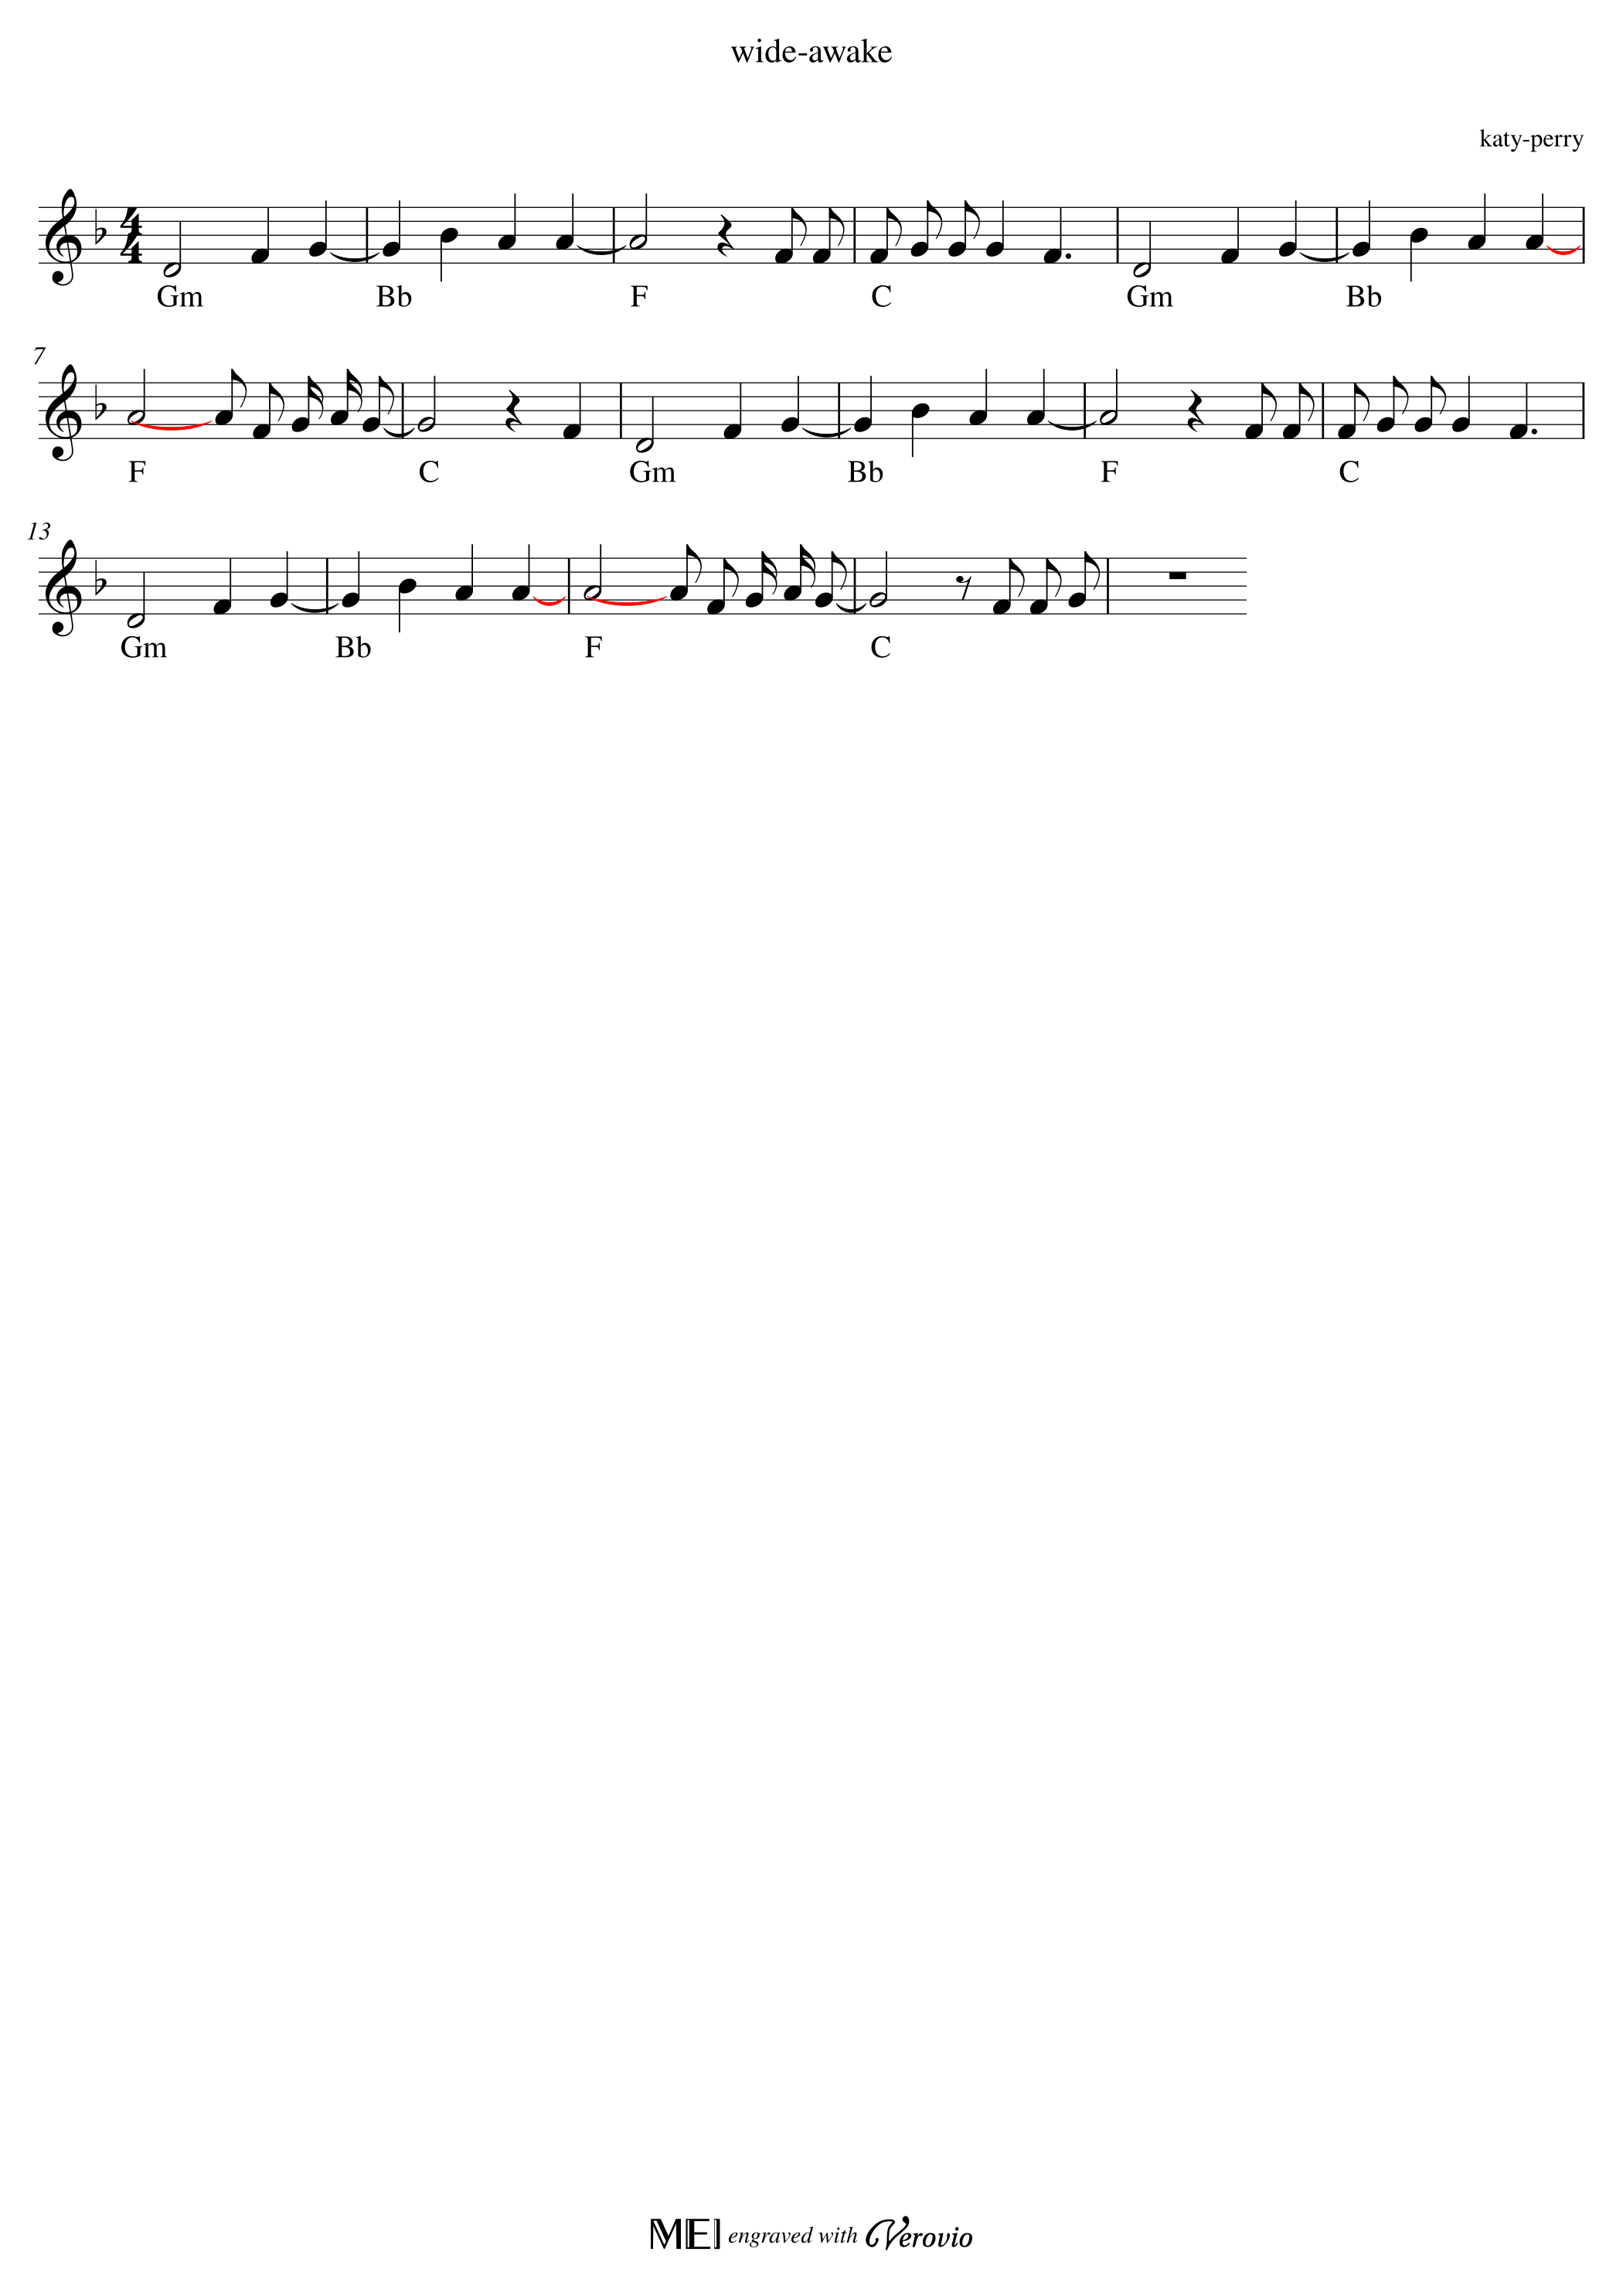 wide-awake
katy-perry
4
4
Gm Bb F C Gm Bb
7
F C Gm Bb F C
13
Gm Bb F C
MEI engraved with Verovio